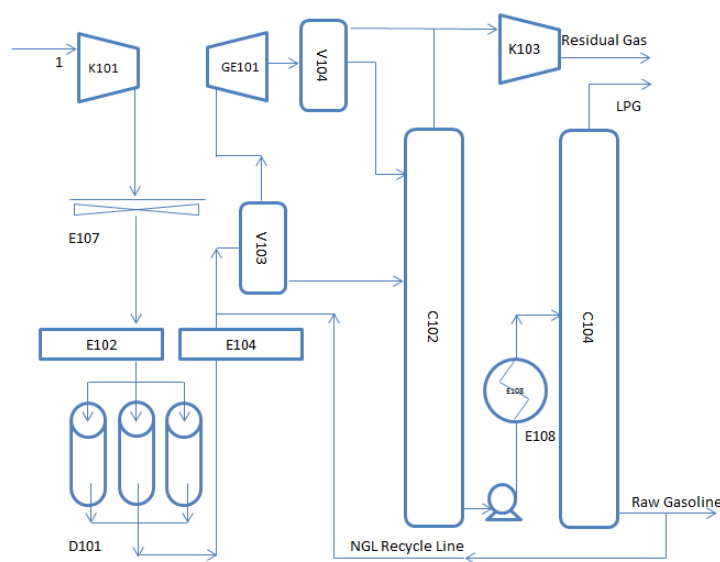 1
K101
GE101
V104
K103
Residual Gas
LPG
E107
V103
E102
E104
C102
C104
E108
E108
D101
Raw Gasoline
NGL Recycle Line